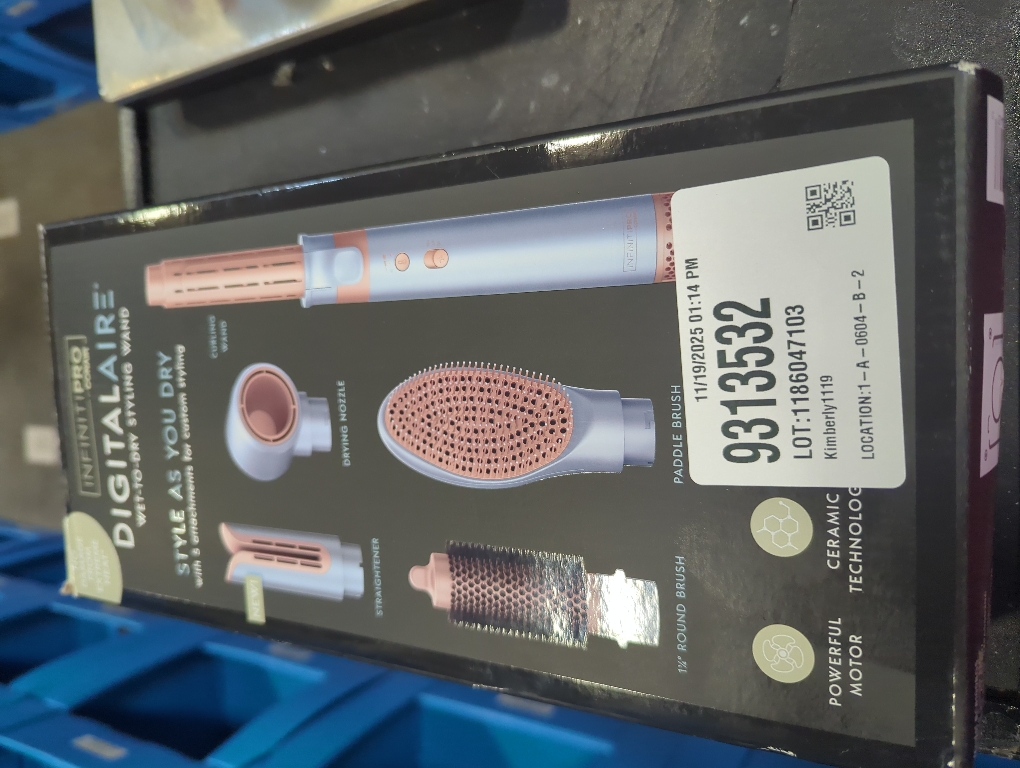 INFINITIPRO
CONAIR
DIGITALAIRE
WET-TO-DRY STYLING WAND
STYLE AS YOU DRY
with 5 attachments for custom styling
CURLING
WAND
DRYING NOZZLE
STRAIGHTENER
PADDLE BRUSH
1¼" ROUND BRUSH
POWERFUL
MOTOR
CERAMIC
TECHNOLOG
11/19/2025 01:14 PM
9313532
LOT:1186047103
Kimberly1119
LOCATION:1-A-0604-B-2